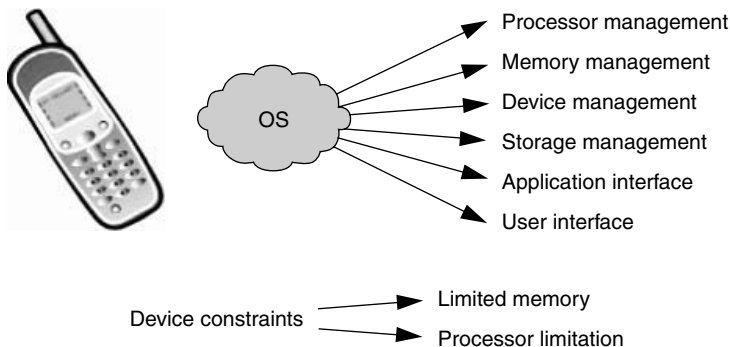 Processor management
Memory management
Device management
OS
Storage management
Application interface
User interface
Limited memory
Device constraints
Processor limitation